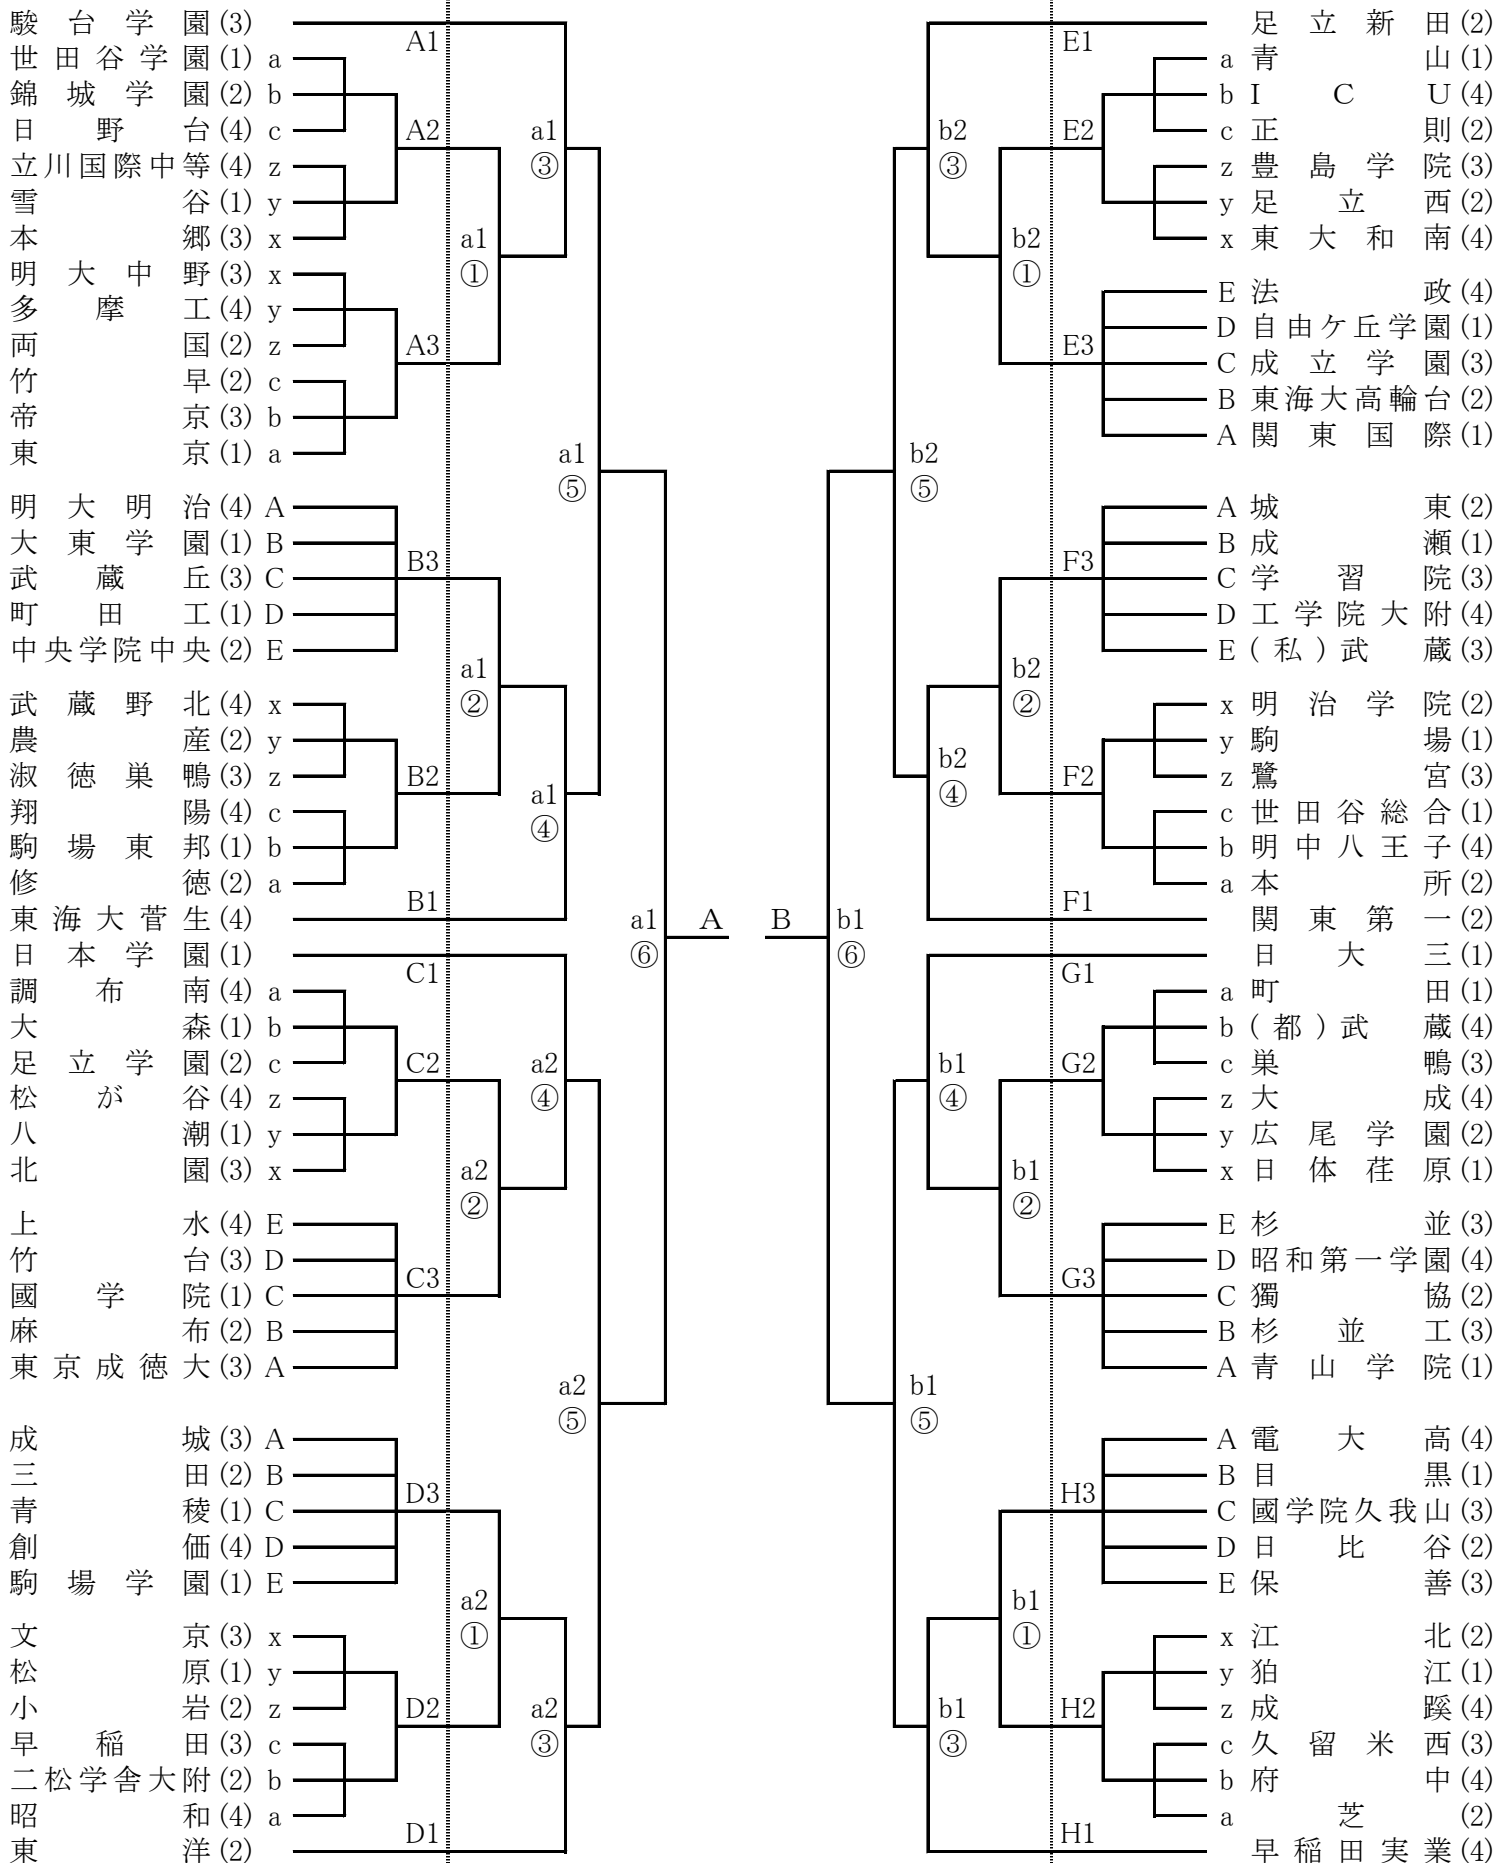 駿台学園(3)
A1
世田谷学園(1) a
錦城学園(2) b
日野台(4) c
A2
a1
③
立川国際中等(4) z
雪谷(1) y
本郷(3) x
a1
①
明大中野(3) x
多摩工(4) y
両国(2) z
A3
竹早(2) c
帝京(3) b
東京(1) a
a1
⑤
明大明治(4) A
大東学園(1) B
武蔵丘(3) C
B3
町田工(1) D
中央学院中央(2) E
a1
②
武蔵野北(4) x
農産(2) y
淑徳巣鴨(3) z
B2
a1
④
翔陽(4) c
駒場東邦(1) b
修徳(2) a
B1
東海大菅生(4)
a1
⑥
A
日本学園(1)
C1
調布南(4) a
大森(1) b
足立学園(2) c
C2
a2
④
松が谷(4) z
八潮(1) y
北園(3) x
a2
②
上水(4) E
竹台(3) D
國学院(1) C
C3
麻布(2) B
東京成徳大(3) A
a2
⑤
成城(3) A
三田(2) B
青稜(1) C
D3
創価(4) D
駒場学園(1) E
a2
①
文京(3) x
松原(1) y
小岩(2) z
D2
a2
③
早稲田(3) c
二松学舎大附(2) b
昭和(4) a
D1
東洋(2)
足立新田(2)
E1
a 青山(1)
b ICU(4)
c 正則(2)
E2
b2
③
z 豊島学院(3)
y 足立西(2)
x 東大和南(4)
b2
①
E 法政(4)
D 自由ケ丘学園(1)
C 成立学園(3)
E3
B 東海大高輪台(2)
A 関東国際(1)
b2
⑤
A 城東(2)
B 成瀬(1)
C 学習院(3)
F3
D 工学院大附(4)
E (私)武蔵(3)
b2
②
x 明治学院(2)
y 駒場(1)
z 鷺宮(3)
F2
b2
④
c 世田谷総合(1)
b 明中八王子(4)
a 本所(2)
F1
関東第一(2)
B
b1
⑥
日大三(1)
G1
a 町田(1)
b (都)武蔵(4)
c 巣鴨(3)
G2
b1
④
z 大成(4)
y 広尾学園(2)
x 日体荏原(1)
b1
②
E 杉並(3)
D 昭和第一学園(4)
C 獨協(2)
G3
B 杉並工(3)
A 青山学院(1)
b1
⑤
A 電大高(4)
B 目黒(1)
C 國学院久我山(3)
H3
D 日比谷(2)
E 保善(3)
b1
①
x 江北(2)
y 狛江(1)
z 成蹊(4)
H2
b1
③
c 久留米西(3)
b 府中(4)
a 芝(2)
H1
早稲田実業(4)